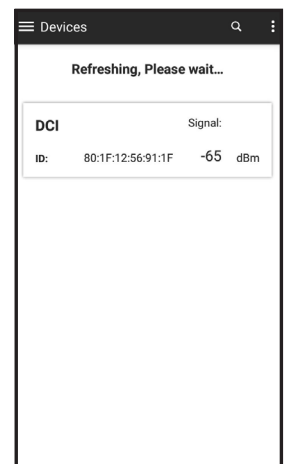 Devices
Refreshing, Please wait...
DCI Signal:
ID: 80:1F:12:56:91:1F -65 dBm